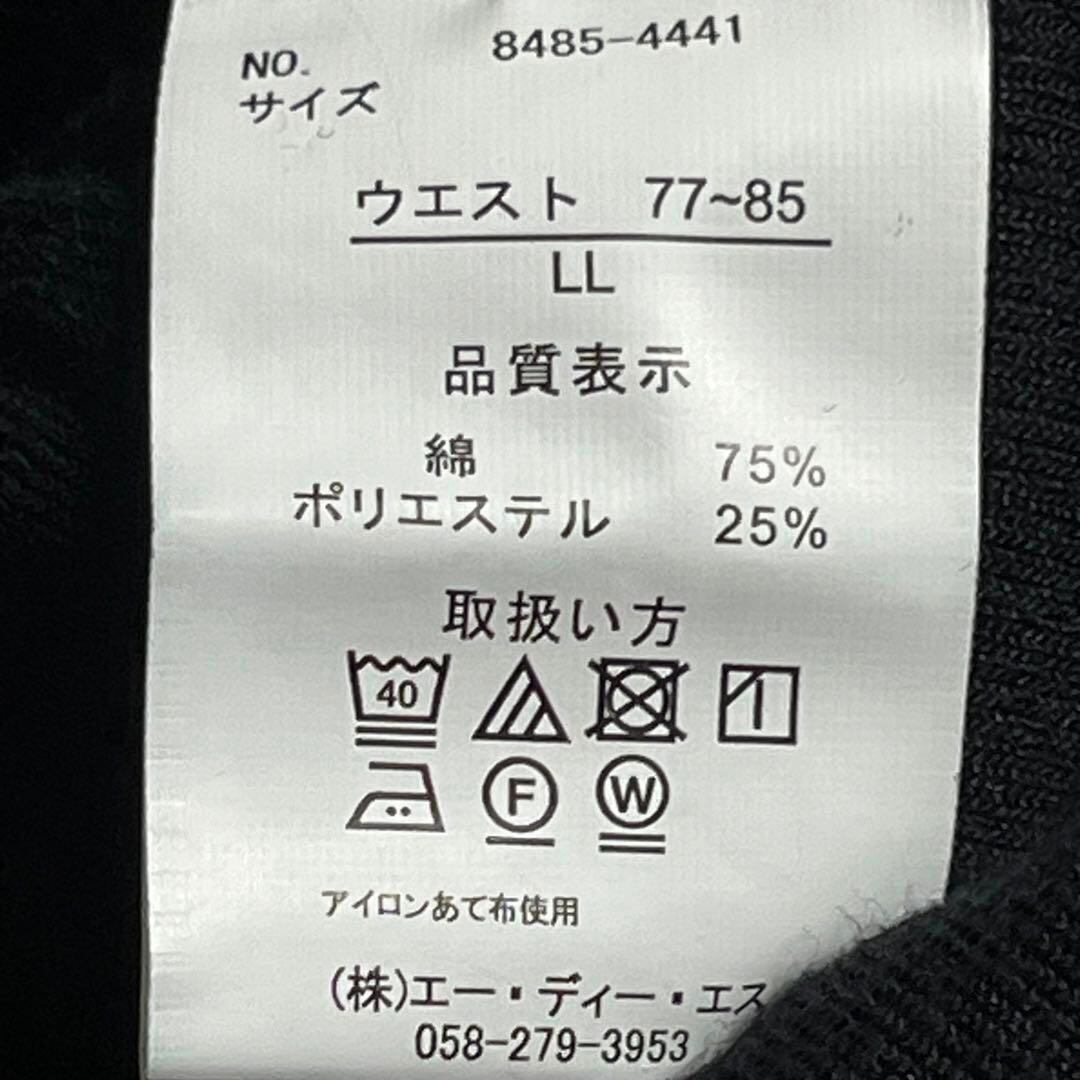 NO. 8485-4441
サイズ
ウエスト 77~85
LL
品質表示
綿 75%
ポリエステル 25%
取扱い方
40
F W
アイロンあて布使用
(株)エー・ディー・エス
058-279-3953